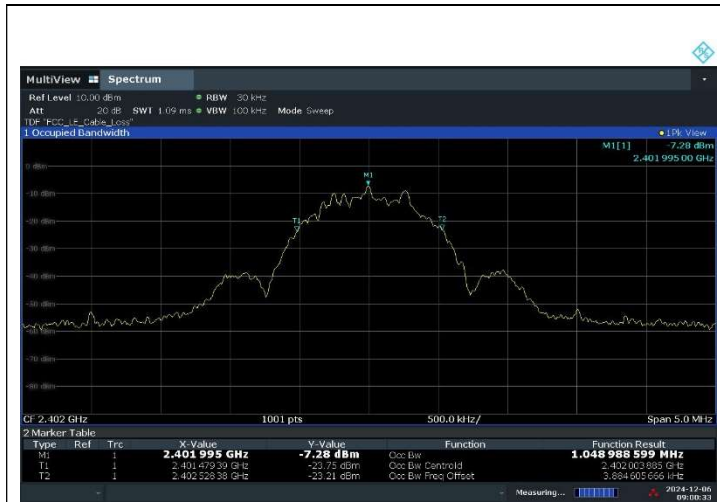 MultiView Spectrum
Ref Level 10.00 dBm RBW 30 kHz
Att 20 dB SWT 1.09 ms VBW 100 kHz Mode Sweep
TDF "FCC_LE_Cable_Loss"
1 Occupied Bandwidth 1Pk View
M1[1] -7.28 dBm
2.401 995 00 GHz
0 dBm
M1
-10 dBm
T1 T2
-20 dBm
-30 dBm
-40 dBm
-50 dBm
-60 dBm
-70 dBm
-80 dBm
CF 2.402 GHz 1001 pts 500.0 kHz/ Span 5.0 MHz
2 Marker Table
Type Ref Trc X-Value Y-Value Function Function Result
M1 1 2.401 995 GHz -7.28 dBm Occ Bw 1.048 988 599 MHz
T1 1 2.401 479 39 GHz -23.75 dBm Occ Bw Centroid 2.402 003 885 GHz
T2 1 2.402 528 38 GHz -23.21 dBm Occ Bw Freq Offset 3.884 605 666 kHz
Measuring... 2024-12-06
09:00:33